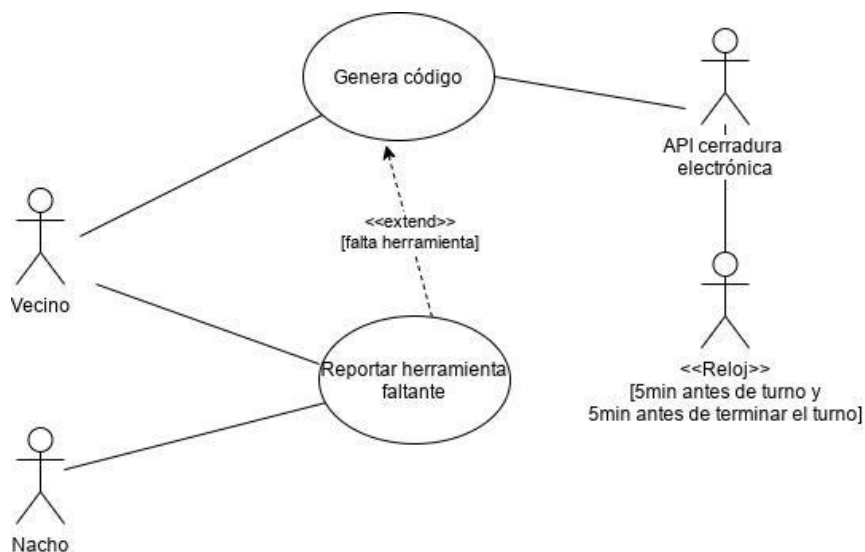 Genera código
API cerradura
electrónica
<<extend>>
[falta herramienta]
Vecino
Reportar herramienta
faltante
<<Reloj>>
[5min antes de turno y
5min antes de terminar el turno]
Nacho